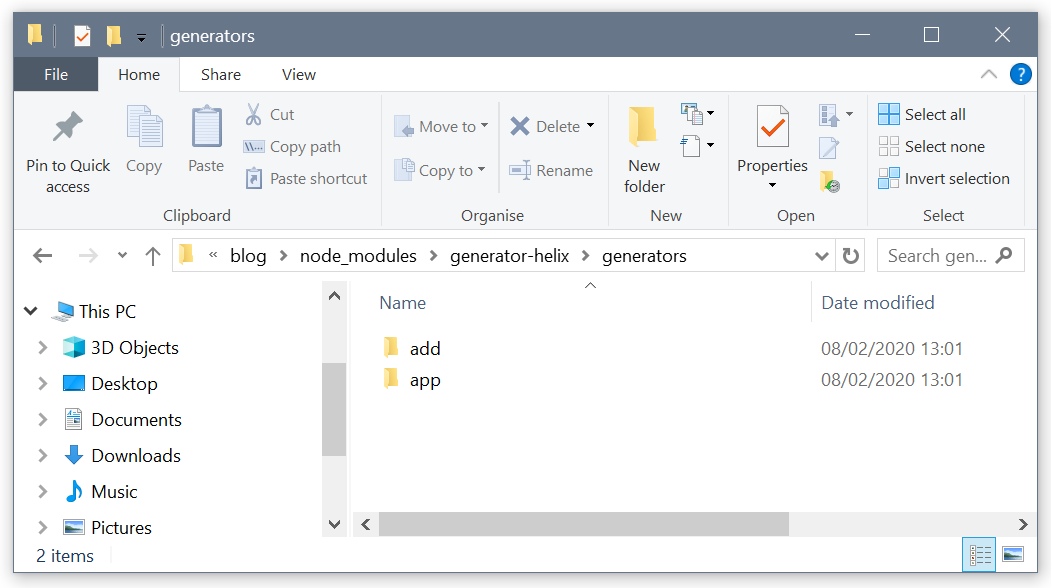 generators
File Home Share View
?
Pin to Quick access
Copy
Paste
Cut
Copy path
Paste shortcut
Clipboard
Move to
Copy to
Delete
Rename
Organise
New folder
New
Properties
Open
Select all
Select none
Invert selection
Select
« blog > node_modules > generator-helix > generators
Search gen...
This PC
3D Objects
Desktop
Documents
Downloads
Music
Pictures
Name Date modified
add 08/02/2020 13:01
app 08/02/2020 13:01
2 items